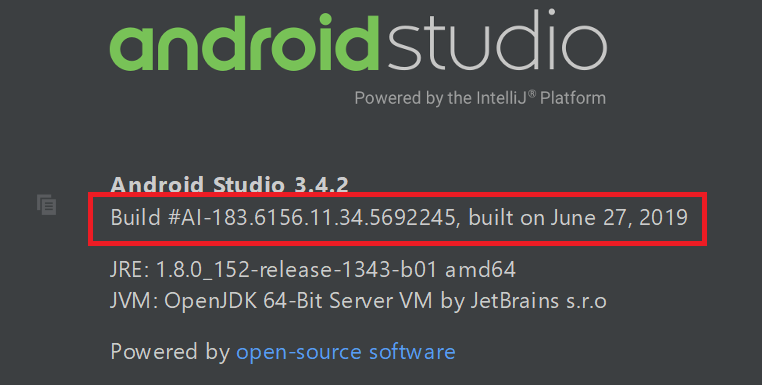 androidstudio
Powered by the IntelliJ® Platform
Android Studio 3.4.2
Build #AI-183.6156.11.34.5692245, built on June 27, 2019
JRE: 1.8.0_152-release-1343-b01 amd64
JVM: OpenJDK 64-Bit Server VM by JetBrains s.r.o
Powered by open-source software